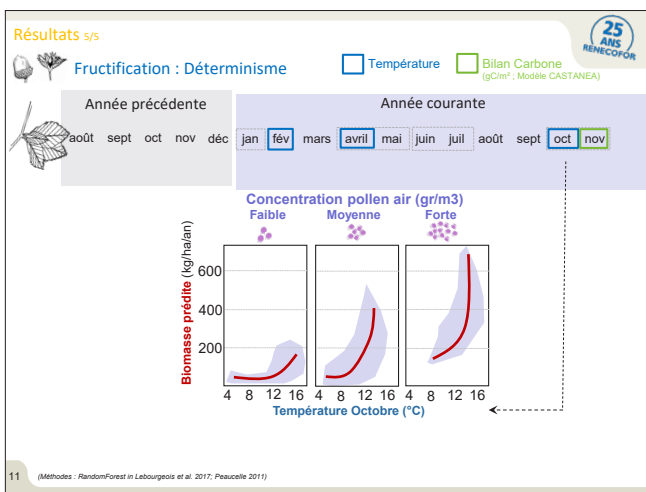 Résultats 5/5
25
ANS
RENECOFOR
Fructification : Déterminisme
Température
Bilan Carbone
(gC/m² ; Modèle CASTANEA)
Année précédente
Année courante
août sept oct nov déc jan fév mars avril mai juin juil août sept oct nov
Concentration pollen air (gr/m3)
Faible Moyenne Forte
Biomasse prédite (kg/ha/an)
600
400
200
4 8 12 16 4 8 12 16 4 8 12 16
Température Octobre (°C)
11 (Méthodes : RandomForest in Lebourgeois et al. 2017; Peaucelle 2011)